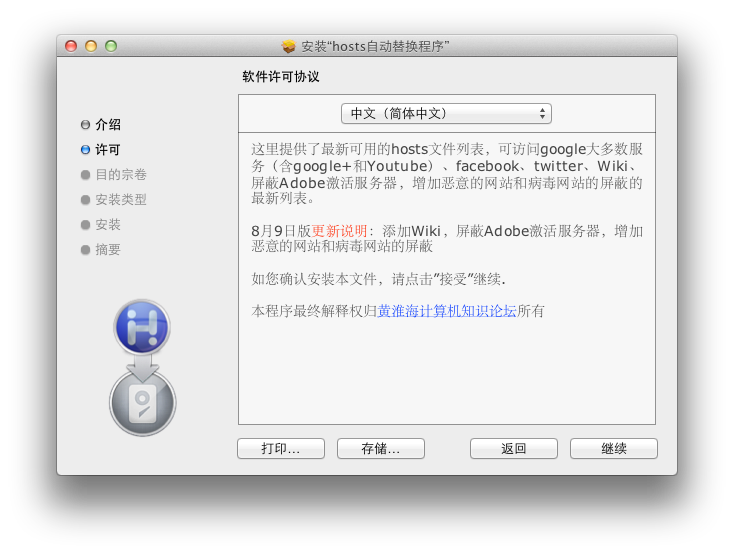 安装“hosts自动替换程序”
软件许可协议
介绍
许可
目的宗卷
安装类型
安装
摘要
中文（简体中文）
这里提供了最新可用的hosts文件列表，可访问google大多数服
务（含google+和Youtube）、facebook、twitter、Wiki、
屏蔽Adobe激活服务器，增加恶意的网站和病毒网站的屏蔽的
最新列表。
8月9日版更新说明：添加Wiki，屏蔽Adobe激活服务器，增加
恶意的网站和病毒网站的屏蔽
如您确认安装本文件，请点击”接受”继续.
本程序最终解释权归黄淮海计算机知识论坛所有
打印...
存储...
返回
继续